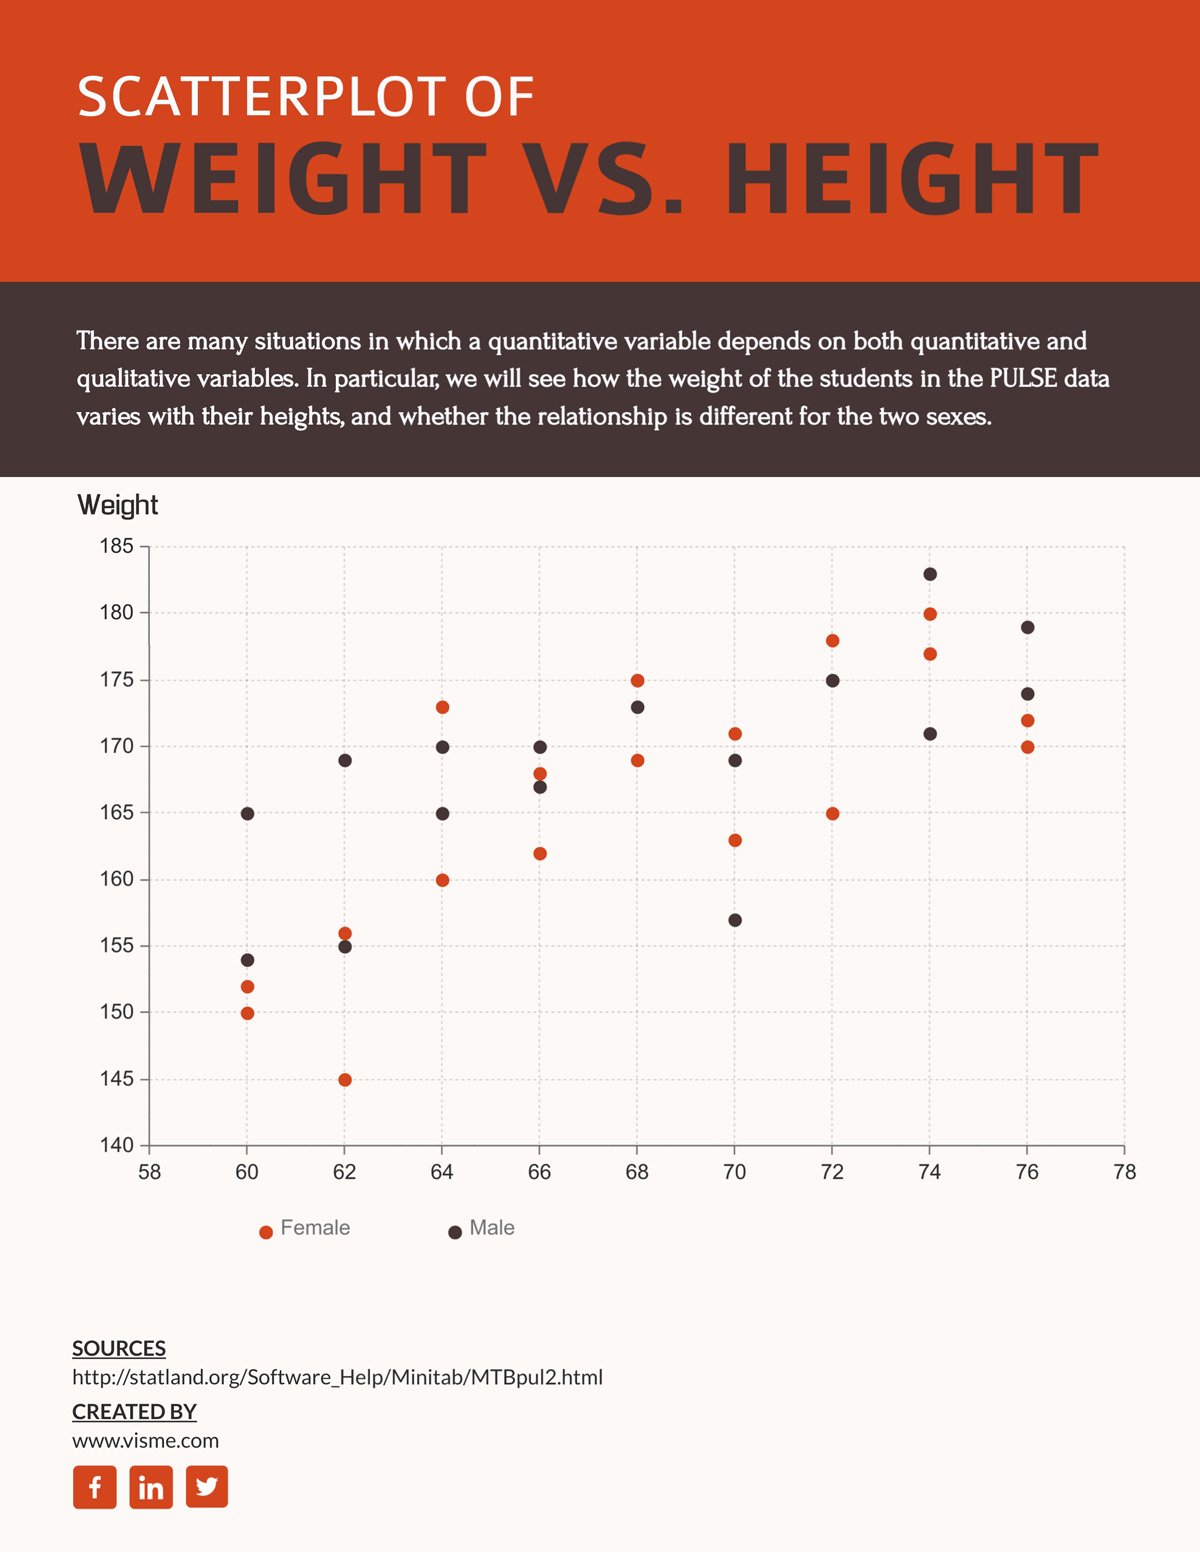 SCATTERPLOT OF
WEIGHT VS. HEIGHT
There are many situations in which a quantitative variable depends on both quantitative and
qualitative variables. In particular, we will see how the weight of the students in the PULSE data
varies with their heights, and whether the relationship is different for the two sexes.
Weight
185
180
175
170
165
160
155
150
145
140
58 60 62 64 66 68 70 72 74 76 78
Female Male
SOURCES
http://statland.org/Software_Help/Minitab/MTBpul2.html
CREATED BY
www.visme.com
f in